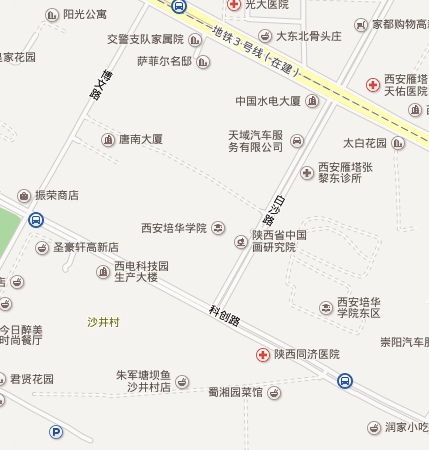 光大医院
阳光公寓
家都购物高新
交警支队家属院
大东北骨头庄
地铁3号线(在建)
皇家花园
萨菲尔名邸
博文路
西安雁塔
天佑医院
中国水电大厦
西
唐南大厦
天域汽车服
务有限公司
太白花园
西安雁塔张
黎东诊所
振荣商店
白沙路
西安培华学院
陕西省中国
画研究院
圣豪轩高新店
西电科技园
生产大楼
店
西安培华
学院东区
科创路
沙井村
今日醉美
时尚餐厅
崇阳汽车服
陕西同济医院
君贤花园
朱军塘坝鱼
沙井村店
蜀湘园菜馆
润家小吃
P